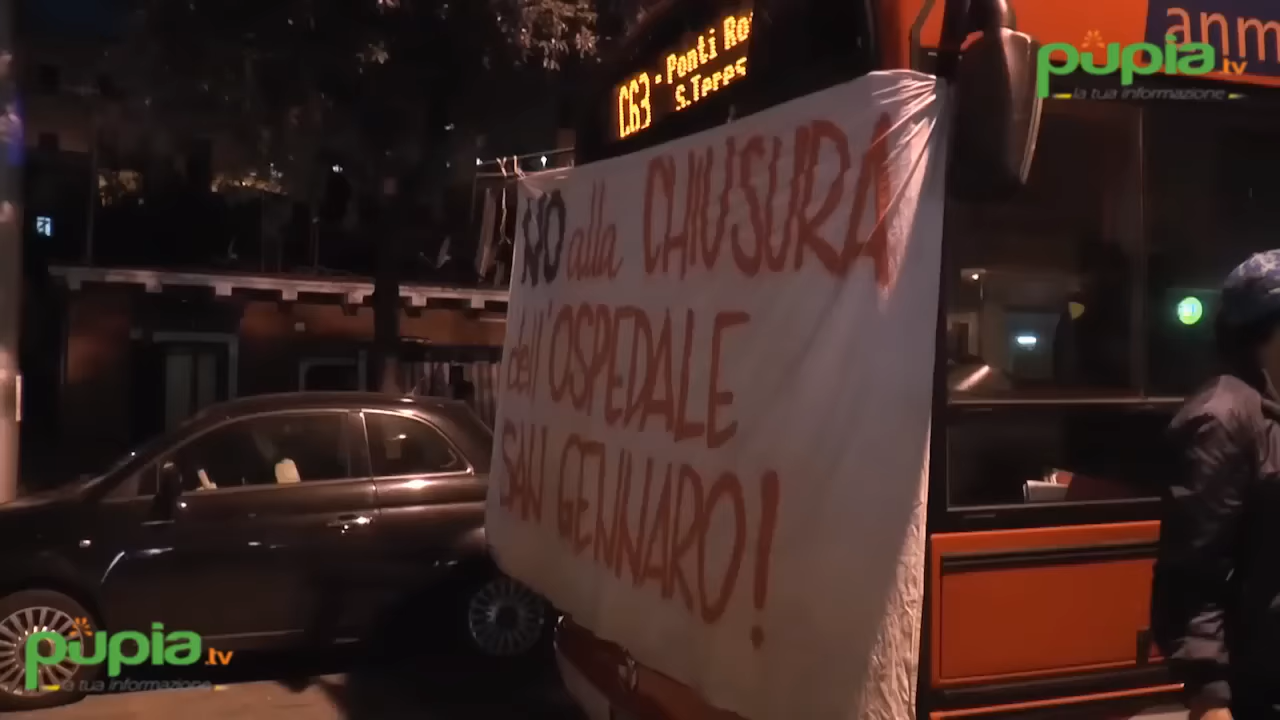 C63 - Ponti Ro
S.Teres
anm
pupia.tv
la tua informazione
NO alla CHIUSURA
dell'OSPEDALE
SAN GENNARO!
pupia.tv
la tua informazione